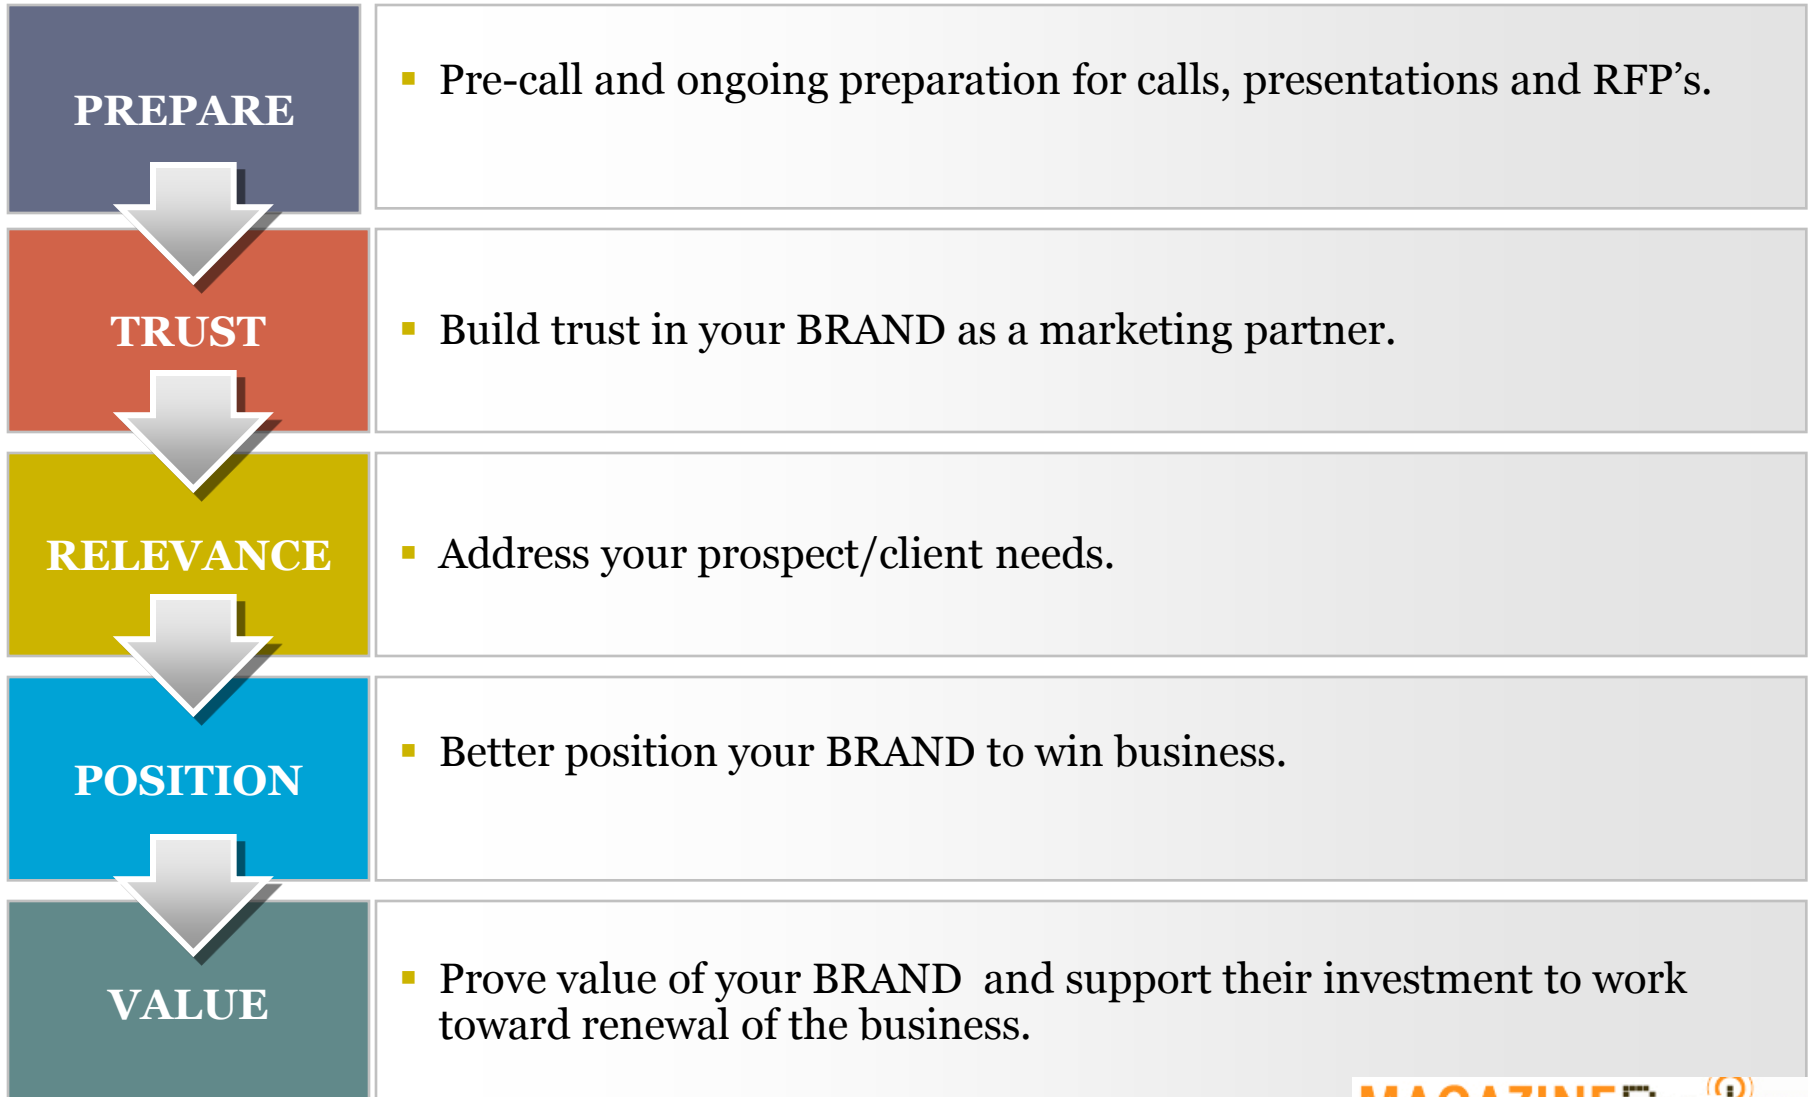 PREPARE
▪ Pre-call and ongoing preparation for calls, presentations and RFP’s.
TRUST
▪ Build trust in your BRAND as a marketing partner.
RELEVANCE
▪ Address your prospect/client needs.
POSITION
▪ Better position your BRAND to win business.
VALUE
▪ Prove value of your BRAND  and support their investment to work
toward renewal of the business.
MAGAZINE